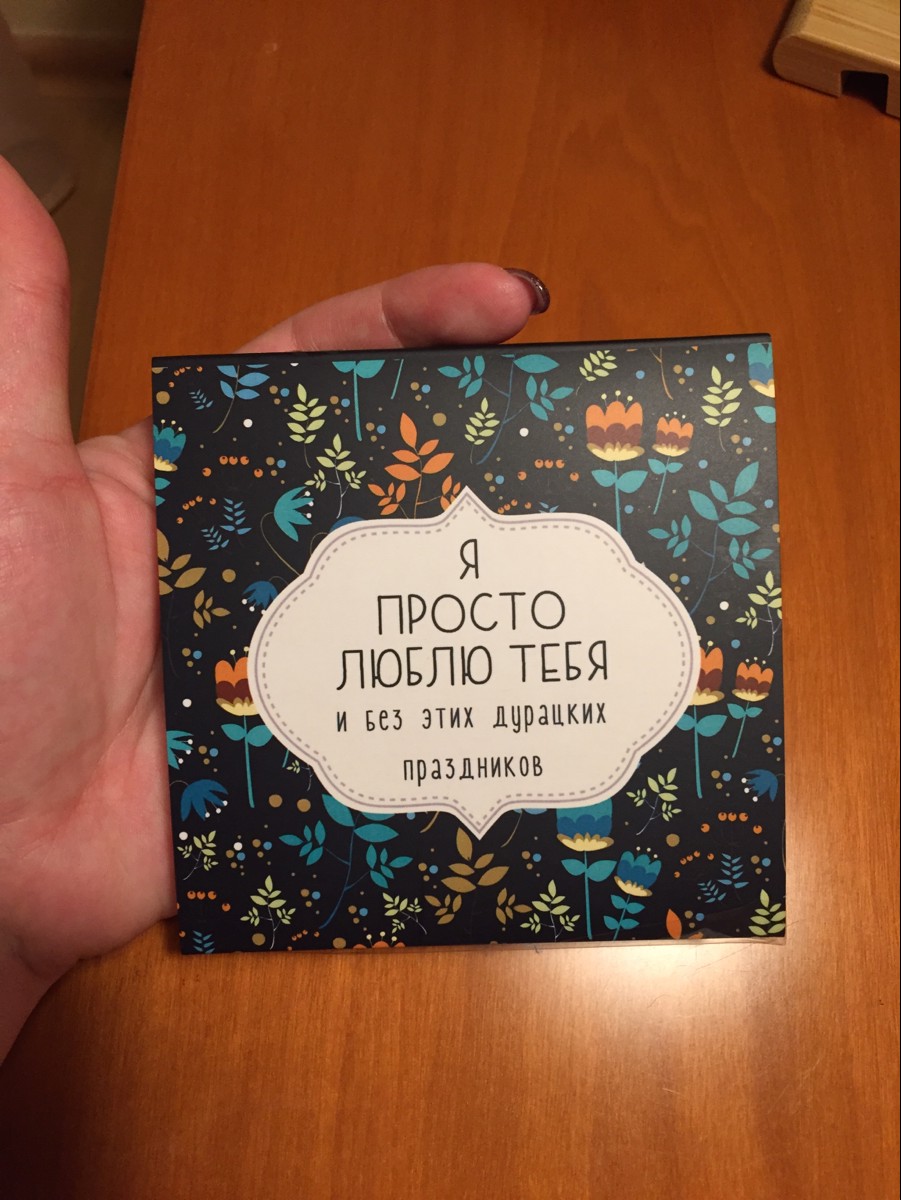 Я
ПРОСТО
ЛЮБЛЮ ТЕБЯ
и без этих дурацких
праздников